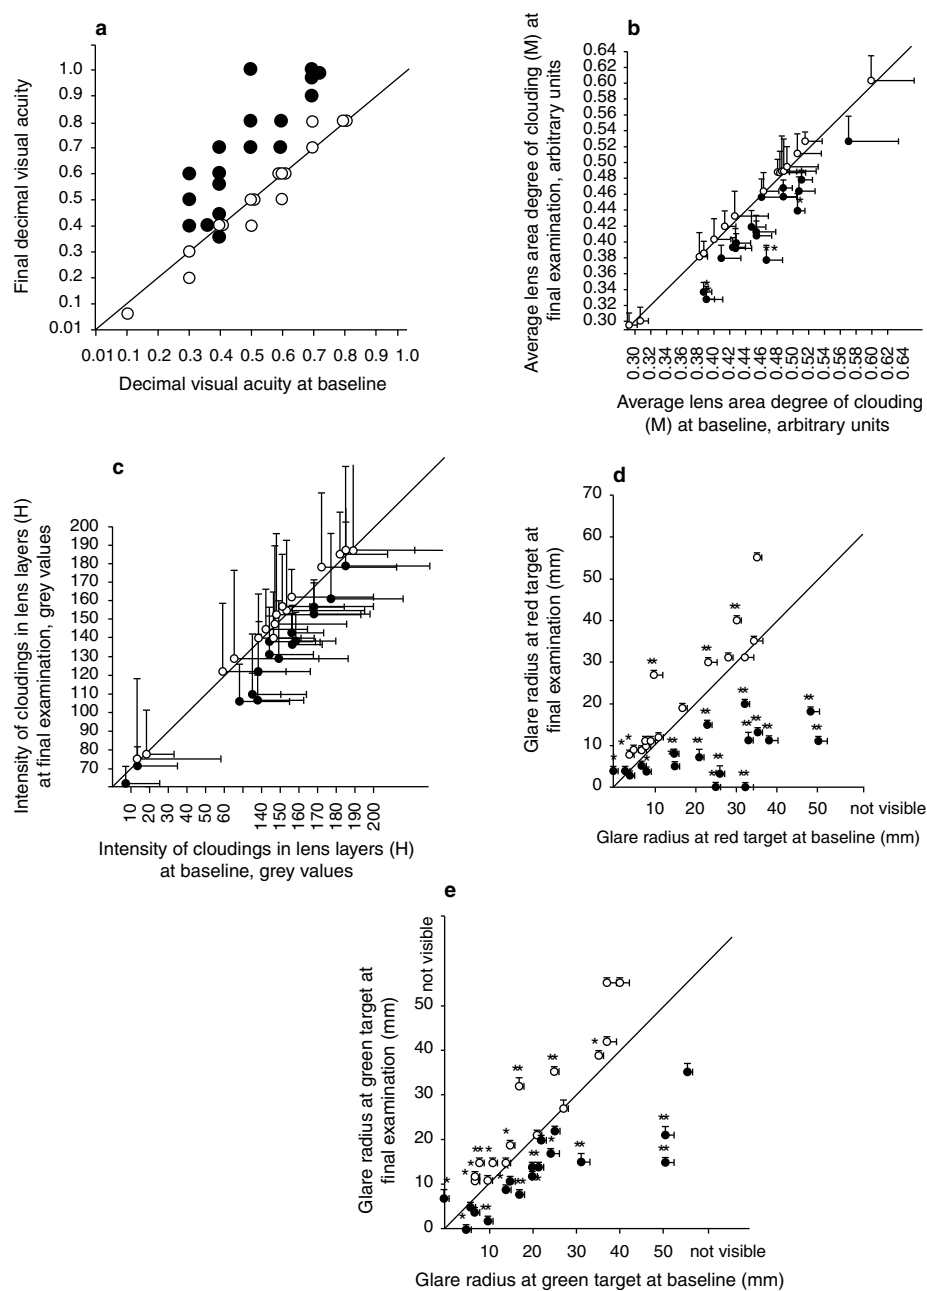 a
Final decimal visual acuity
1.0
0.9
0.8
0.7
0.6
0.5
0.4
0.3
0.2
0.1
0.01
0.01 0.1 0.2 0.3 0.4 0.5 0.6 0.7 0.8 0.9 1.0
Decimal visual acuity at baseline
b
Average lens area degree of clouding (M) at
final examination, arbitrary units
0.64
0.60
0.56
0.52
0.48
0.44
0.40
0.36
0.32
0.64
0.60
0.56
0.54
0.50
0.46
0.42
0.38
0.34
0.30
0.30 0.32 0.34 0.36 0.38 0.40 0.42 0.44 0.46 0.48 0.50 0.52 0.54 0.56 0.58 0.60 0.62 0.64
Average lens area degree of clouding
(M) at baseline, arbitrary units
c
Intensity of cloudings in lens layers (H)
at final examination, grey values
200
190
180
170
160
150
140
130
120
110
100
90
80
70
10 20 30 40 50 60 140 150 160 170 180 190 200
Intensity of cloudings in lens layers (H)
at baseline, grey values
d
Glare radius at red target at
final examination (mm)
70
60
50
40
30
20
10
0
10 20 30 40 50 not visible
Glare radius at red target at baseline (mm)
e
Glare radius at green target at
final examination (mm)
not visible
50
40
30
20
10
0
10 20 30 40 50 not visible
Glare radius at green target at baseline (mm)